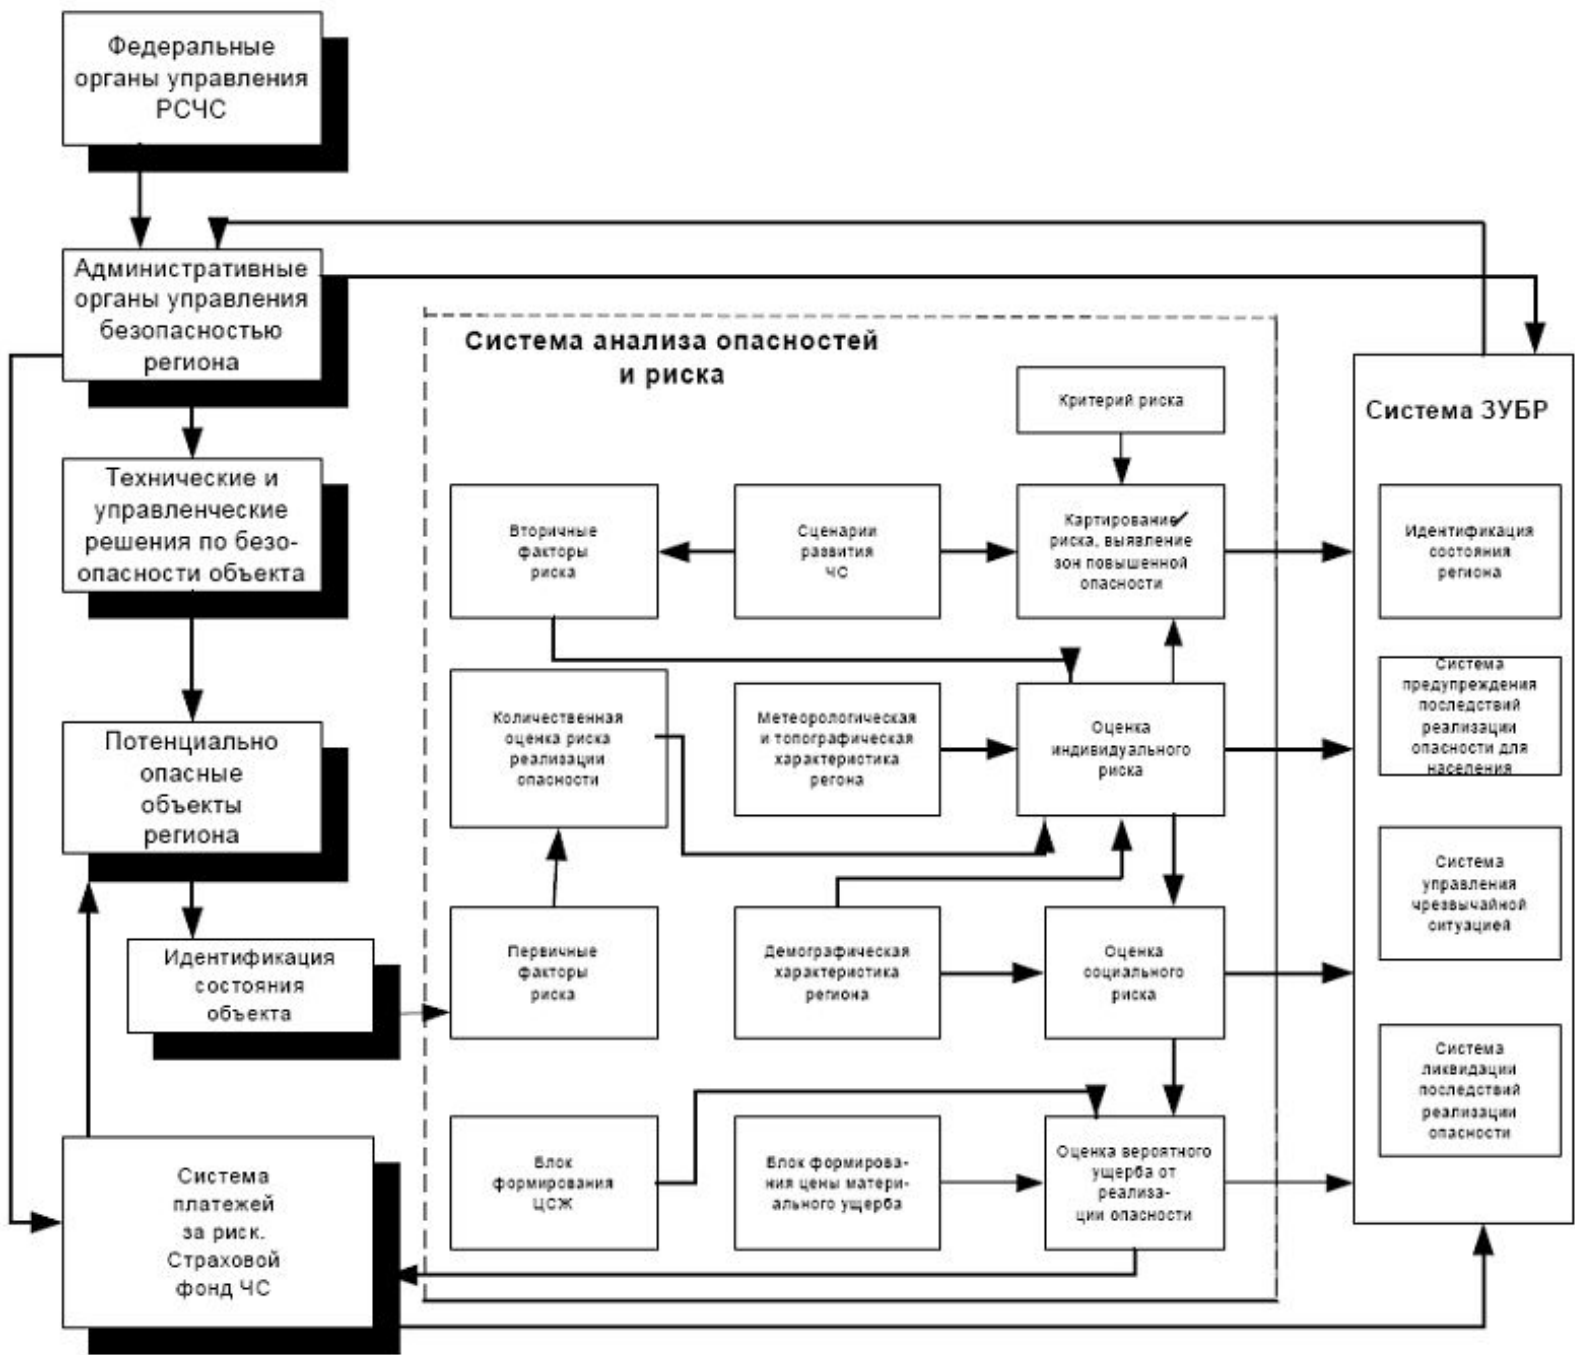 Федеральные
органы управления
РСЧС
Административные
органы управления
безопасностью
региона
Технические и
управленческие
решения по безо-
опасности объекта
Потенциально
опасные
объекты
региона
Идентификация
состояния
объекта
Система
платежей
за риск.
Страховой
фонд ЧС
Система анализа опасностей
и риска
Критерий риска
Вторичные
факторы
риска
Сценарии
развития
ЧС
Картирование
риска, выявление
зон повышенной
опасности
Количественная
оценка риска
реализации
опасности
Метеорологическая
и топографическая
характеристика
регона
Оценка
индивидуального
риска
Первичные
факторы
риска
Демографическая
характеристика
региона
Оценка
социального
риска
Блок
формирования
ЦСЖ
Блок формирова-
ния цены матери-
ального ущерба
Оценка вероятного
ущерба от
реализа-
ции опасности
Система ЗУБР
Идентификация
состояния
региона
Система
предупреждения
последствий
реализации
опасности для
населения
Система
управления
чрезвычайной
ситуацией
Система
ликвидации
последствий
реализации
опасности